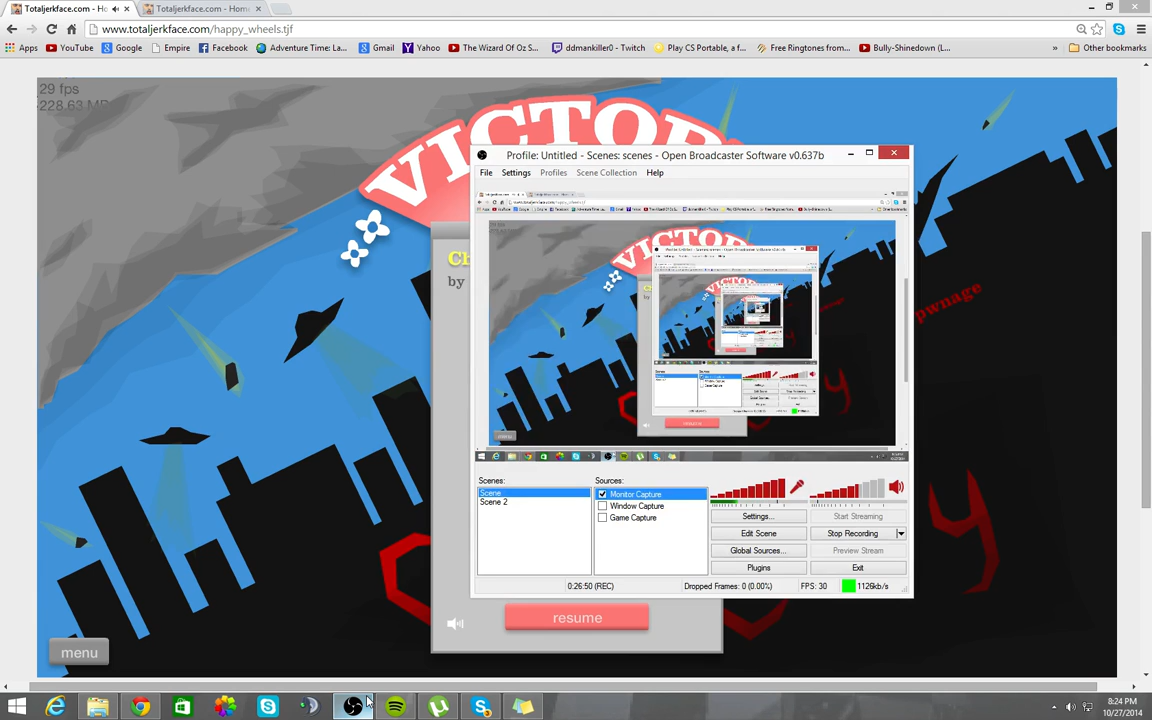 Totaljerkface.com - Ho
Totaljerkface.com - Hom
www.totaljerkface.com/happy_wheels.tjf
Apps
YouTube
Google
Empire
Facebook
Adventure Time: La...
Gmail
Yahoo
The Wizard Of Oz S...
ddmankiller0 - Twitch
Play CS Portable, a f...
Free Ringtones from...
Bully-Shinedown (L...
»
Other bookmarks
29 fps
228.63
VICTOR
Ch
by
pwnage
Profile: Untitled - Scenes: scenes - Open Broadcaster Software v0.637b
File Settings Profiles Scene Collection Help
Scenes:
Scene
Scene 2
Sources:
Monitor Capture
Window Capture
Game Capture
Settings...
Start Streaming
Edit Scene
Stop Recording
Global Sources...
Preview Stream
Plugins
Exit
0:26:50 (REC)
Dropped Frames: 0 (0.00%)
FPS: 30
1126kb/s
resume
menu
8:24 PM
10/27/2014